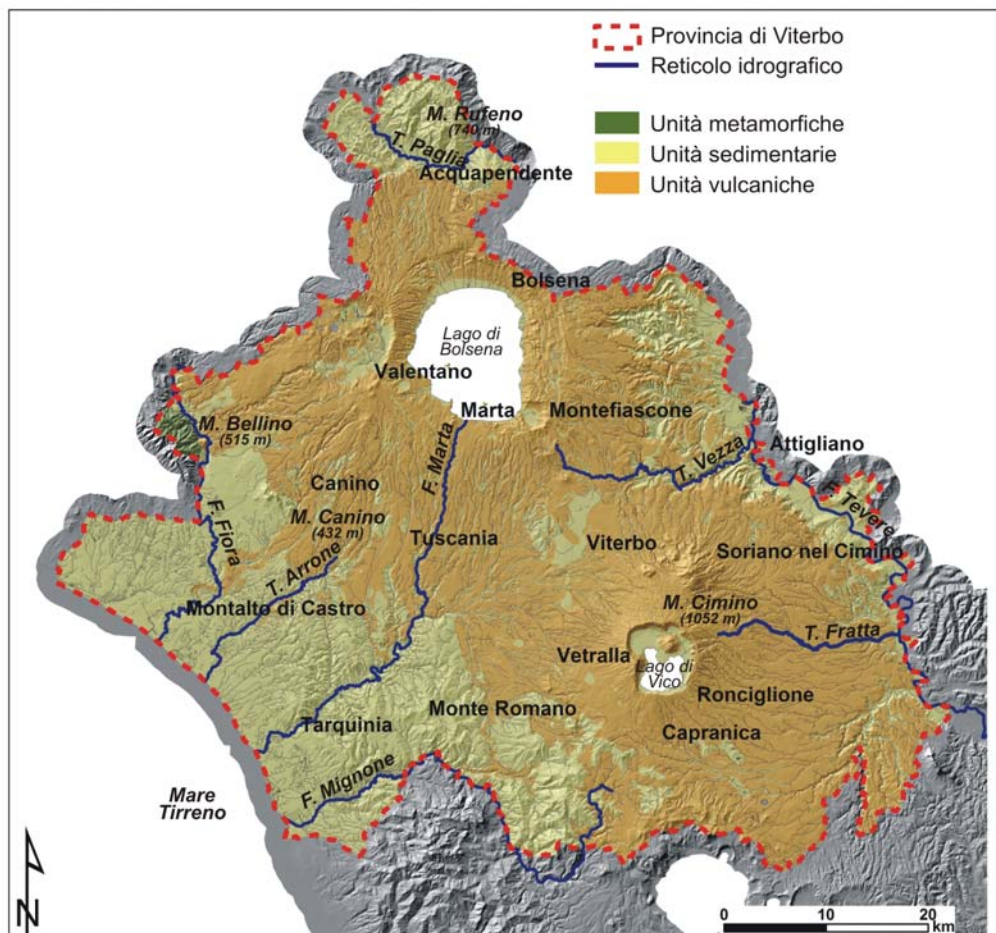 Provincia di Viterbo
Reticolo idrografico
Unità metamorfiche
Unità sedimentarie
Unità vulcaniche
M. Rufeno
(740 m)
T. Paglia
Acquapendente
Bolsena
Lago di
Bolsena
Valentano
Marta
Montefiascone
M. Bellino
(515 m)
F. Marta
T. Vezza
Attigliano
F. Tevere
Canino
M. Canino
(432 m)
F. Fiora
T. Arrone
Tuscania
Viterbo
Soriano nel Cimino
Montalto di Castro
M. Cimino
(1052 m)
T. Fratta
Vetralla
Lago di
Vico
Ronciglione
Tarquinia
Monte Romano
Capranica
F. Mignone
Mare
Tirreno
N
0 10 20
km